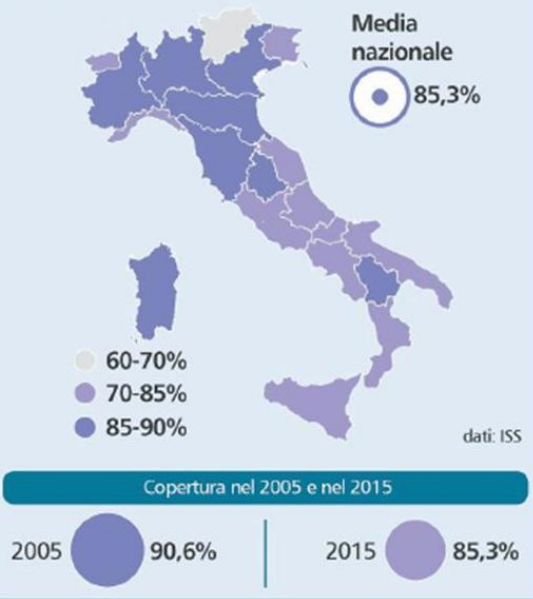 Media
nazionale
85,3%
60-70%
70-85%
85-90%
dati: ISS
Copertura nel 2005 e nel 2015
2005 90,6%
2015 85,3%